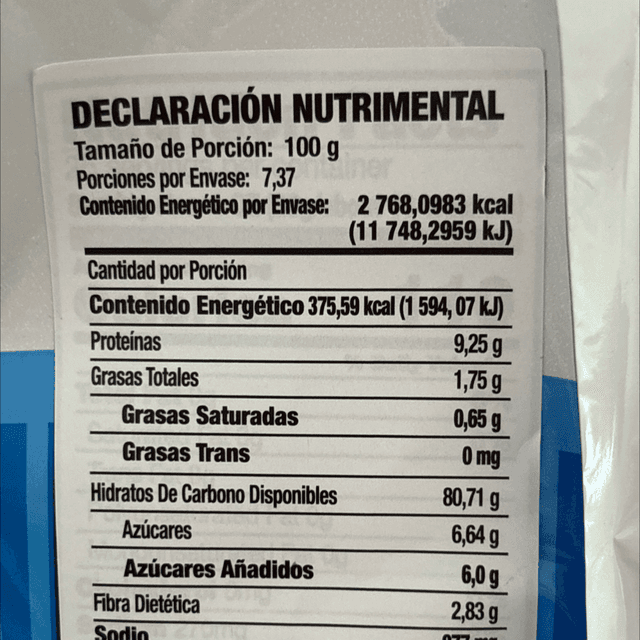 DECLARACIÓN NUTRIMENTAL
Tamaño de Porción: 100 g
Porciones por Envase: 7,37
Contenido Energético por Envase: 2 768,0983 kcal
(11 748,2959 kJ)
Cantidad por Porción
Contenido Energético 375,59 kcal (1 594, 07 kJ)
Proteínas 9,25 g
Grasas Totales 1,75 g
Grasas Saturadas 0,65 g
Grasas Trans 0 mg
Hidratos De Carbono Disponibles 80,71 g
Azúcares 6,64 g
Azúcares Añadidos 6,0 g
Fibra Dietética 2,83 g
Sodio